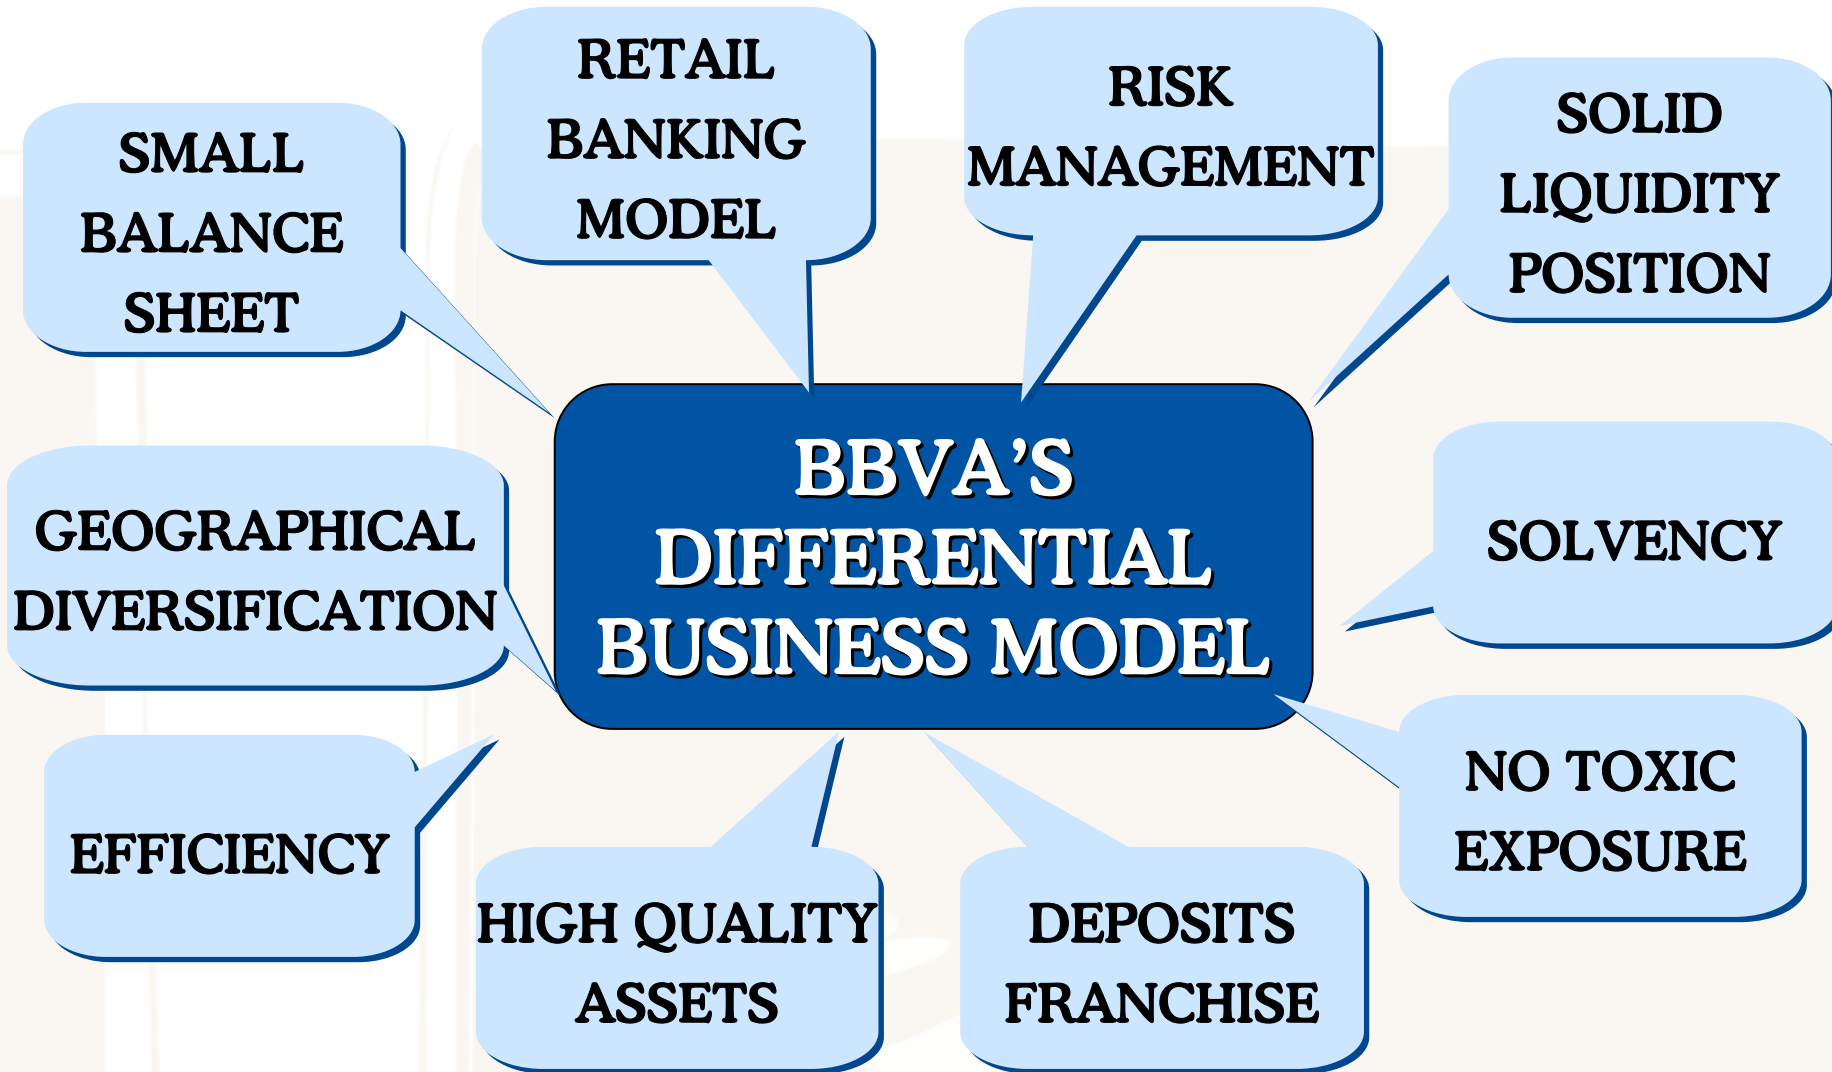 RETAIL
BANKING
MODEL
RISK
MANAGEMENT
SOLID
LIQUIDITY
POSITION
SMALL
BALANCE
SHEET
BBVA’S
DIFFERENTIAL
BUSINESS MODEL
GEOGRAPHICAL
DIVERSIFICATION
SOLVENCY
EFFICIENCY
NO TOXIC
EXPOSURE
HIGH QUALITY
ASSETS
DEPOSITS
FRANCHISE